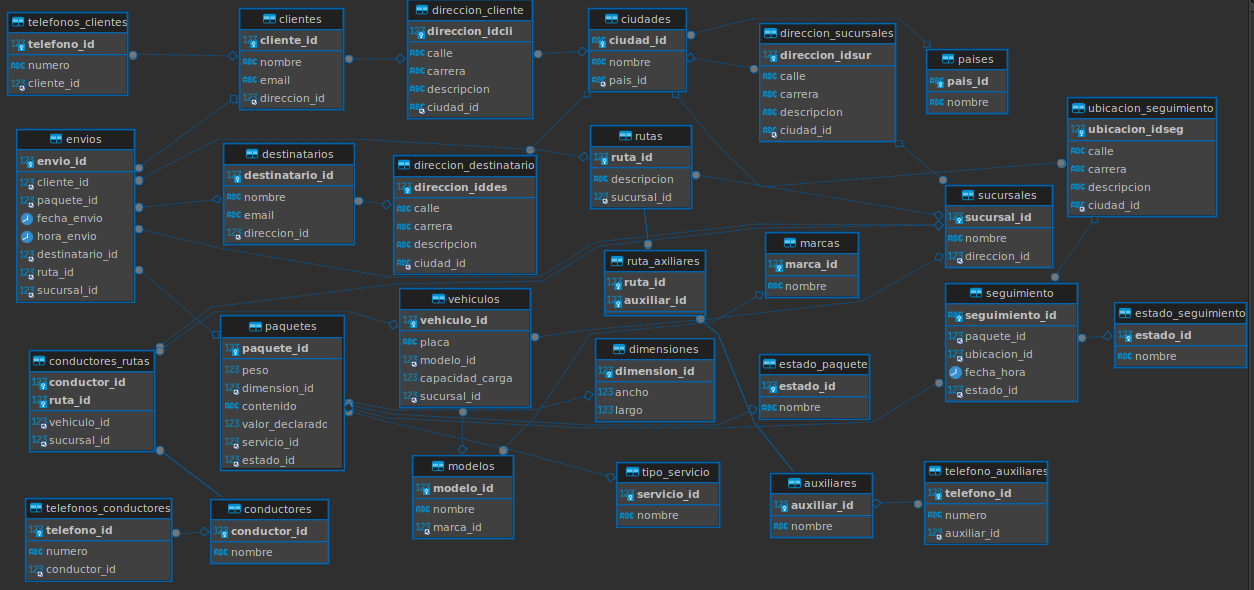 telefonos_clientes
telefono_id
numero
cliente_id
clientes
cliente_id
nombre
email
direccion_id
direccion_cliente
direccion_idcli
calle
carrera
descripcion
ciudad_id
ciudades
ciudad_id
nombre
pais_id
direccion_sucursales
direccion_idsur
calle
carrera
descripcion
ciudad_id
paises
pais_id
nombre
ubicacion_seguimiento
ubicacion_idseg
calle
carrera
descripcion
ciudad_id
envios
envio_id
cliente_id
paquete_id
fecha_envio
hora_envio
destinatario_id
ruta_id
sucursal_id
destinatarios
destinatario_id
nombre
email
direccion_id
direccion_destinatario
direccion_iddes
calle
carrera
descripcion
ciudad_id
rutas
ruta_id
descripcion
sucursal_id
sucursales
sucursal_id
nombre
direccion_id
ruta_axiliares
ruta_id
auxiliar_id
marcas
marca_id
nombre
seguimiento
seguimiento_id
paquete_id
ubicacion_id
fecha_hora
estado_id
estado_seguimiento
estado_id
nombre
vehiculos
vehiculo_id
placa
modelo_id
capacidad_carga
sucursal_id
paquetes
paquete_id
peso
dimension_id
contenido
valor_declarado
servicio_id
estado_id
conductores_rutas
conductor_id
ruta_id
vehiculo_id
sucursal_id
dimensiones
dimension_id
ancho
largo
estado_paquete
estado_id
nombre
modelos
modelo_id
nombre
marca_id
tipo_servicio
servicio_id
nombre
auxiliares
auxiliar_id
nombre
telefono_auxiliares
telefono_id
numero
auxiliar_id
telefonos_conductores
telefono_id
numero
conductor_id
conductores
conductor_id
nombre